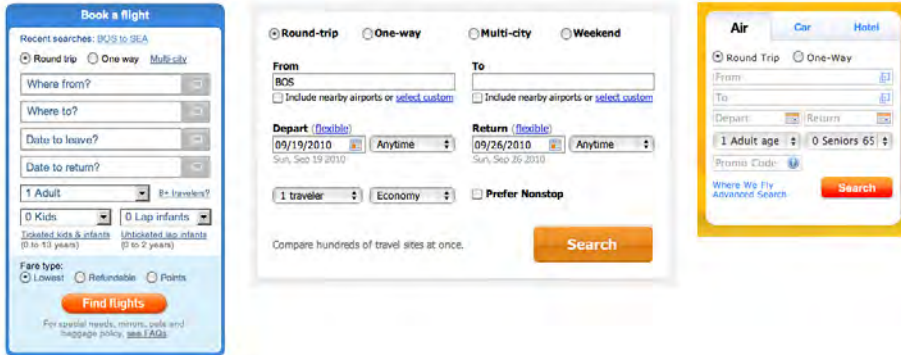 Book a flight
Recent searches: BOS to SEA
Round trip One way Multi-city
Where from?
Where to?
Date to leave?
Date to return?
1 Adult 8+ travelers?
0 Kids 0 Lap infants
Ticketed kids & infants Unticketed lap infants
(0 to 13 years) (0 to 2 years)
Fare type:
Lowest Refundable Points
Find flights
For special needs, minors, pets and
baggage policy, see FAQs.
Round-trip One-way Multi-city Weekend
From To
BOS
Include nearby airports or select custom Include nearby airports or select custom
Depart (flexible) Return (flexible)
09/19/2010 Anytime 09/26/2010 Anytime
Sun, Sep 19 2010 Sun, Sep 26 2010
1 traveler Economy Prefer Nonstop
Compare hundreds of travel sites at once. Search
Air Car Hotel
Round Trip One-Way
From
To
Depart Return
1 Adult age 0 Seniors 65
Promo Code ?
Where We Fly
Advanced Search Search